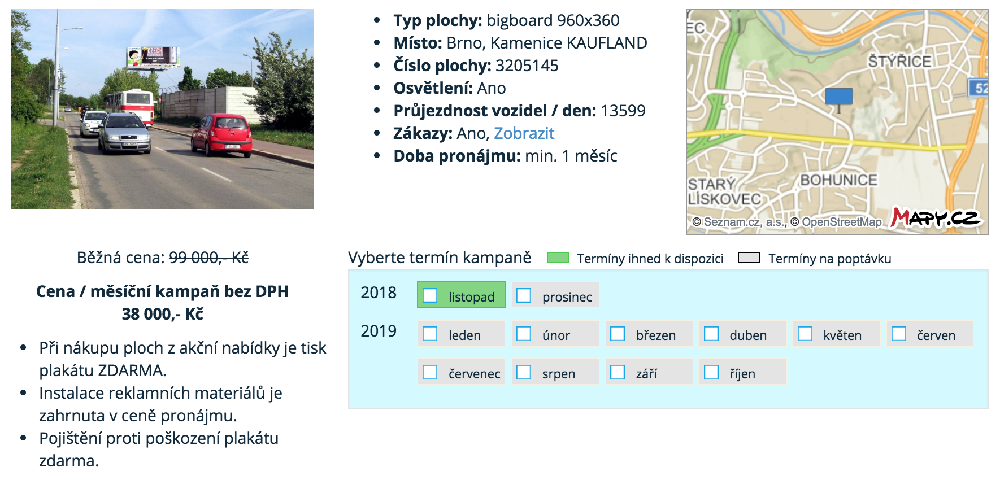 CZECH
• Typ plochy: bigboard 960x360
• Místo: Brno, Kamenice KAUFLAND
• Číslo plochy: 3205145
• Osvětlení: Ano
• Průjezdnost vozidel / den: 13599
• Zákazy: Ano, Zobrazit
• Doba pronájmu: min. 1 měsíc
EC
ŠTÝŘICE
52
BOHUNICE
STARÝ
LÍSKOVEC
© Seznam.cz, a.s., © OpenStreetMap
MAPY.CZ
Běžná cena: 99 000,- Kč
Cena / měsíční kampaň bez DPH
38 000,- Kč
• Při nákupu ploch z akční nabídky je tisk
plakátu ZDARMA.
• Instalace reklamních materiálů je
zahrnuta v ceně pronájmu.
• Pojištění proti poškození plakátu
zdarma.
Vyberte termín kampaně Termíny ihned k dispozici Termíny na poptávku
2018 listopad prosinec
2019 leden únor březen duben květen červen
červenec srpen září říjen